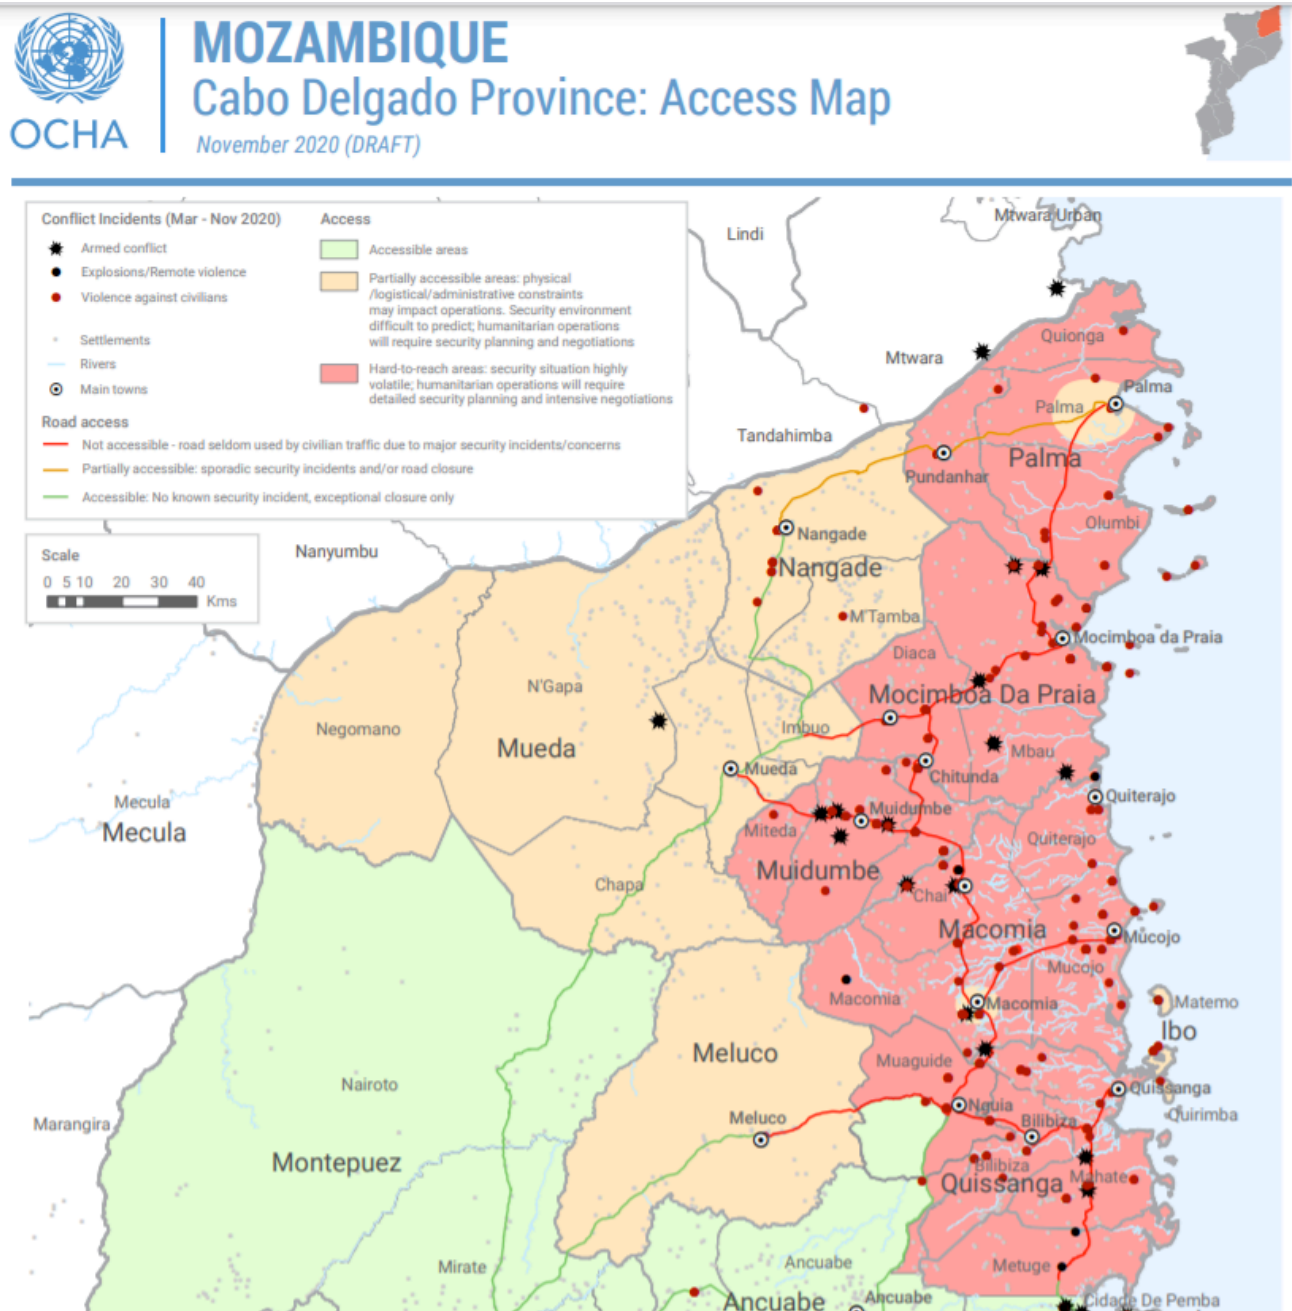 OCHA
MOZAMBIQUE
Cabo Delgado Province: Access Map
November 2020 (DRAFT)
Conflict Incidents (Mar - Nov 2020)
Armed conflict
Explosions/Remote violence
Violence against civilians
Settlements
Rivers
Main towns
Access
Accessible areas
Partially accessible areas: physical
/logistical/administrative constraints
may impact operations. Security environment
difficult to predict; humanitarian operations
will require security planning and negotiations
Hard-to-reach areas: security situation highly
volatile; humanitarian operations will require
detailed security planning and intensive negotiations
Road access
Not accessible - road seldom used by civilian traffic due to major security incidents/concerns
Partially accessible: sporadic security incidents and/or road closure
Accessible: No known security incident, exceptional closure only
Scale
0 5 10 20 30 40
Kms
Lindi
Mtwara Urban
Quionga
Mtwara
Palma
Palma
Tandahimba
Palma
Pundanhar
Olumbi
Nangade
Nanyumbu
Nangade
M'Tamba
Mocimboa da Praia
Diaca
N'Gapa
Mocimboa Da Praia
Negomano
Imbuo
Mueda
Mbau
Mueda
Chitunda
Quiterajo
Mecula
Muidumbe
Mecula
Miteda
Quiterajo
Muidumbe
Chapa
Chai
Macomia
Mucojo
Mucojo
Macomia
Macomia
Matemo
Ibo
Meluco
Muaguide
Nairoto
Quissanga
Nguia
Quirimba
Marangira
Meluco
Bilibiza
Montepuez
Bilibiza
Mahate
Quissanga
Mirate
Ancuabe
Metuge
Ancuabe
Ancuabe
Cidade De Pemba